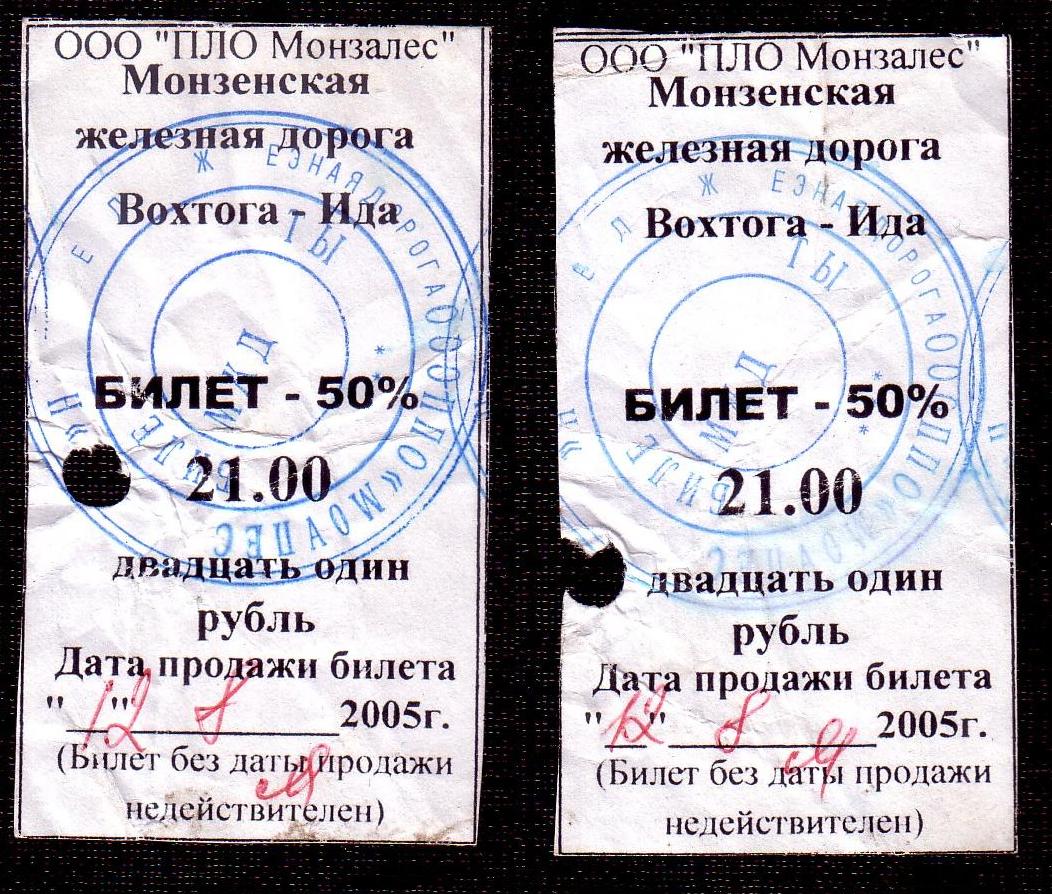 ООО "ПЛО Монзалес"
Монзенская
железная дорога
Вохтога - Ида
БИЛЕТ - 50%
21.00
двадцать один
рубль
Дата продажи билета
"12" 8 2005г.
(Билет без даты продажи
недействителен)
ООО "ПЛО Монзалес"
Монзенская
железная дорога
Вохтога - Ида
БИЛЕТ - 50%
21.00
двадцать один
рубль
Дата продажи билета
"12" 8 2005г.
(Билет без даты продажи
недействителен)